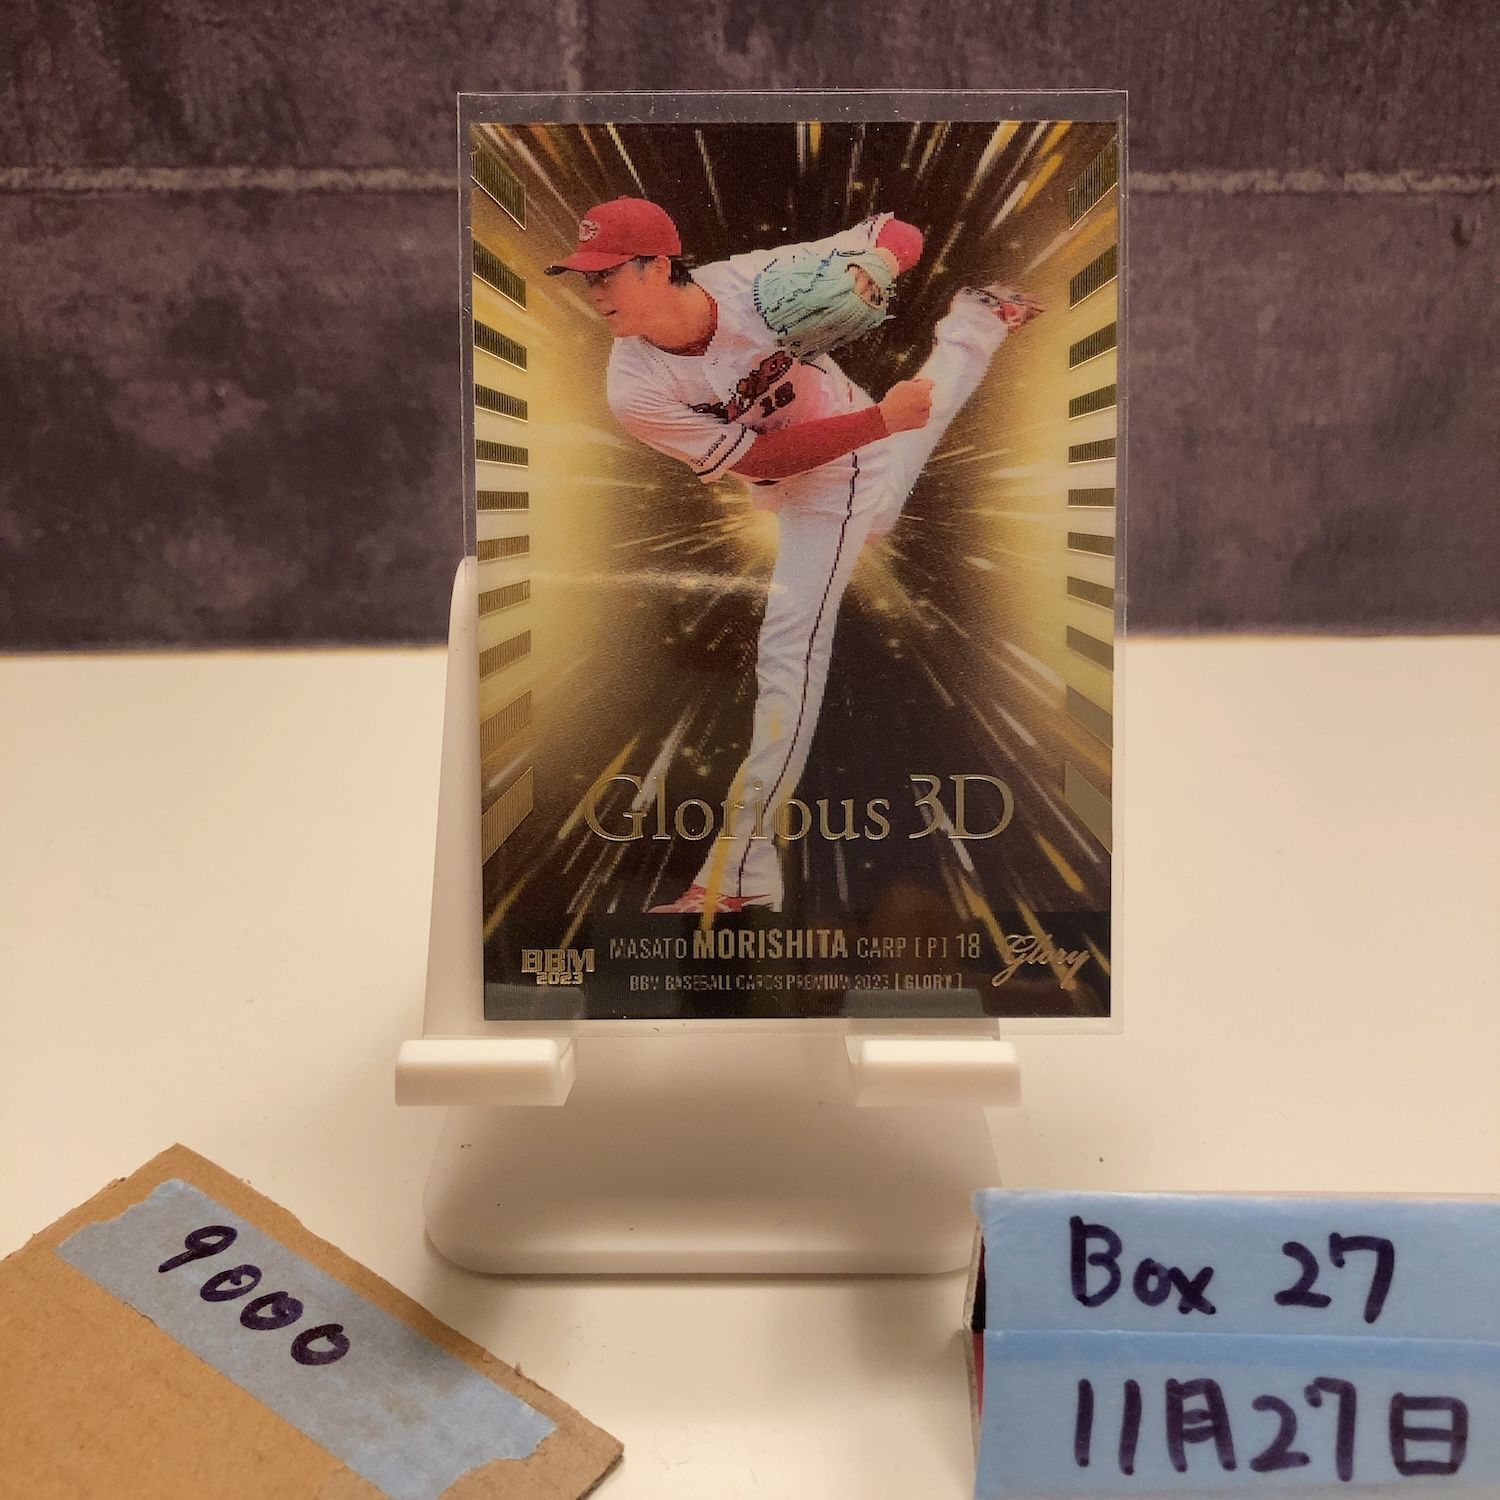 C
18
Glorious 3D
BBM
2023
MASATO MORISHITA CARP [P] 18
BBM BASEBALL CARDS PREMIUM 2023 [GLORY]
Glory
9000
Box 27
11月27日